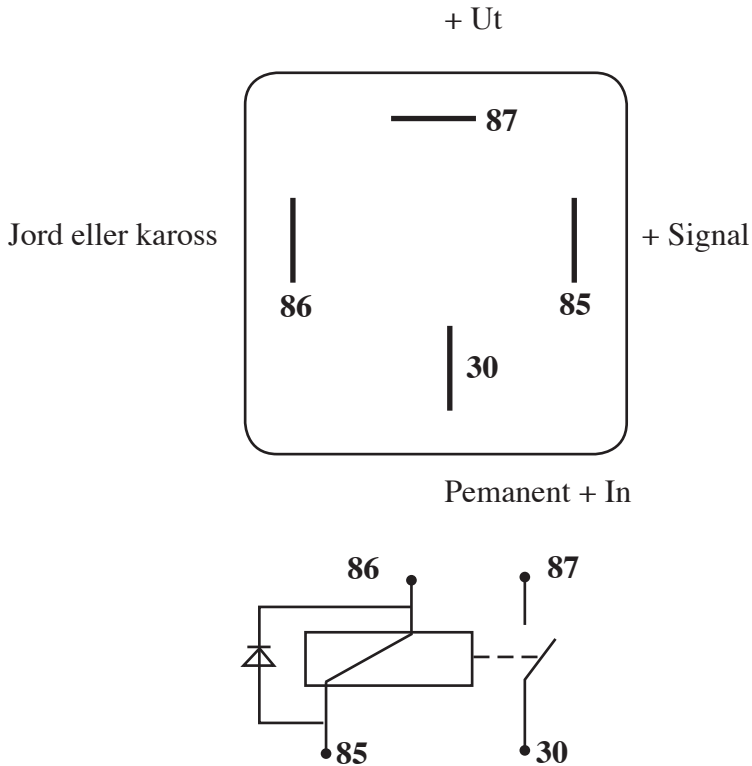 + Ut
87
Jord eller kaross
+ Signal
86
85
30
Pemanent + In
86
87
85
30